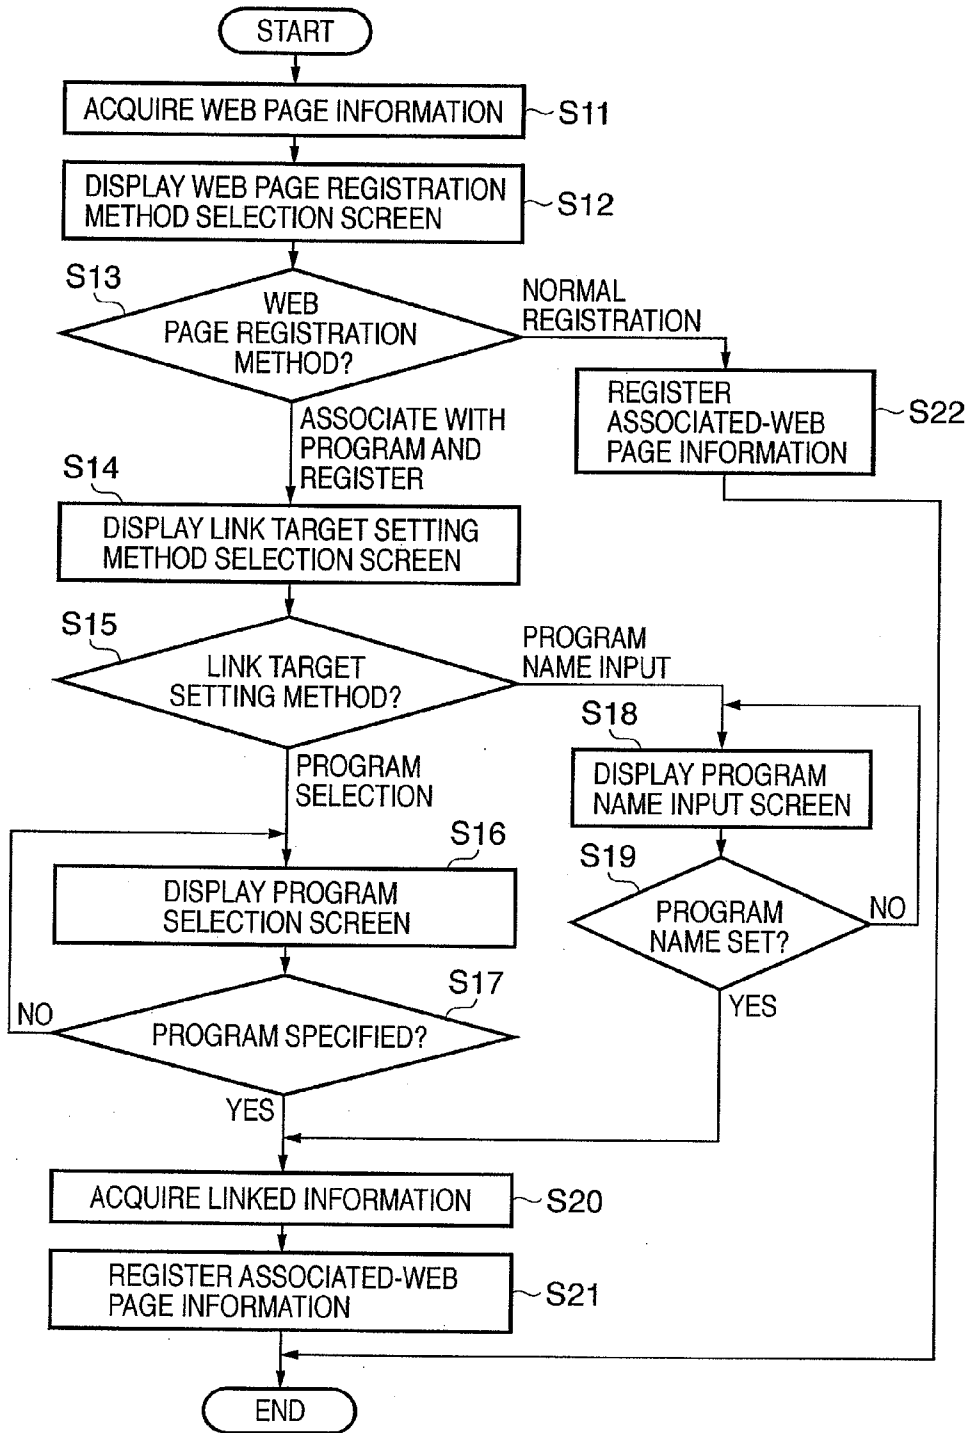 START
ACQUIRE WEB PAGE INFORMATION
S11
DISPLAY WEB PAGE REGISTRATION
METHOD SELECTION SCREEN
S12
S13
WEB
PAGE REGISTRATION
METHOD?
NORMAL
REGISTRATION
REGISTER
ASSOCIATED-WEB
PAGE INFORMATION
S22
ASSOCIATE WITH
PROGRAM AND
REGISTER
S14
DISPLAY LINK TARGET SETTING
METHOD SELECTION SCREEN
S15
LINK TARGET
SETTING METHOD?
PROGRAM
NAME INPUT
S18
DISPLAY PROGRAM
NAME INPUT SCREEN
S19
PROGRAM
NAME SET?
NO
YES
PROGRAM
SELECTION
S16
DISPLAY PROGRAM
SELECTION SCREEN
S17
NO
PROGRAM SPECIFIED?
YES
ACQUIRE LINKED INFORMATION
S20
REGISTER ASSOCIATED-WEB
PAGE INFORMATION
S21
END